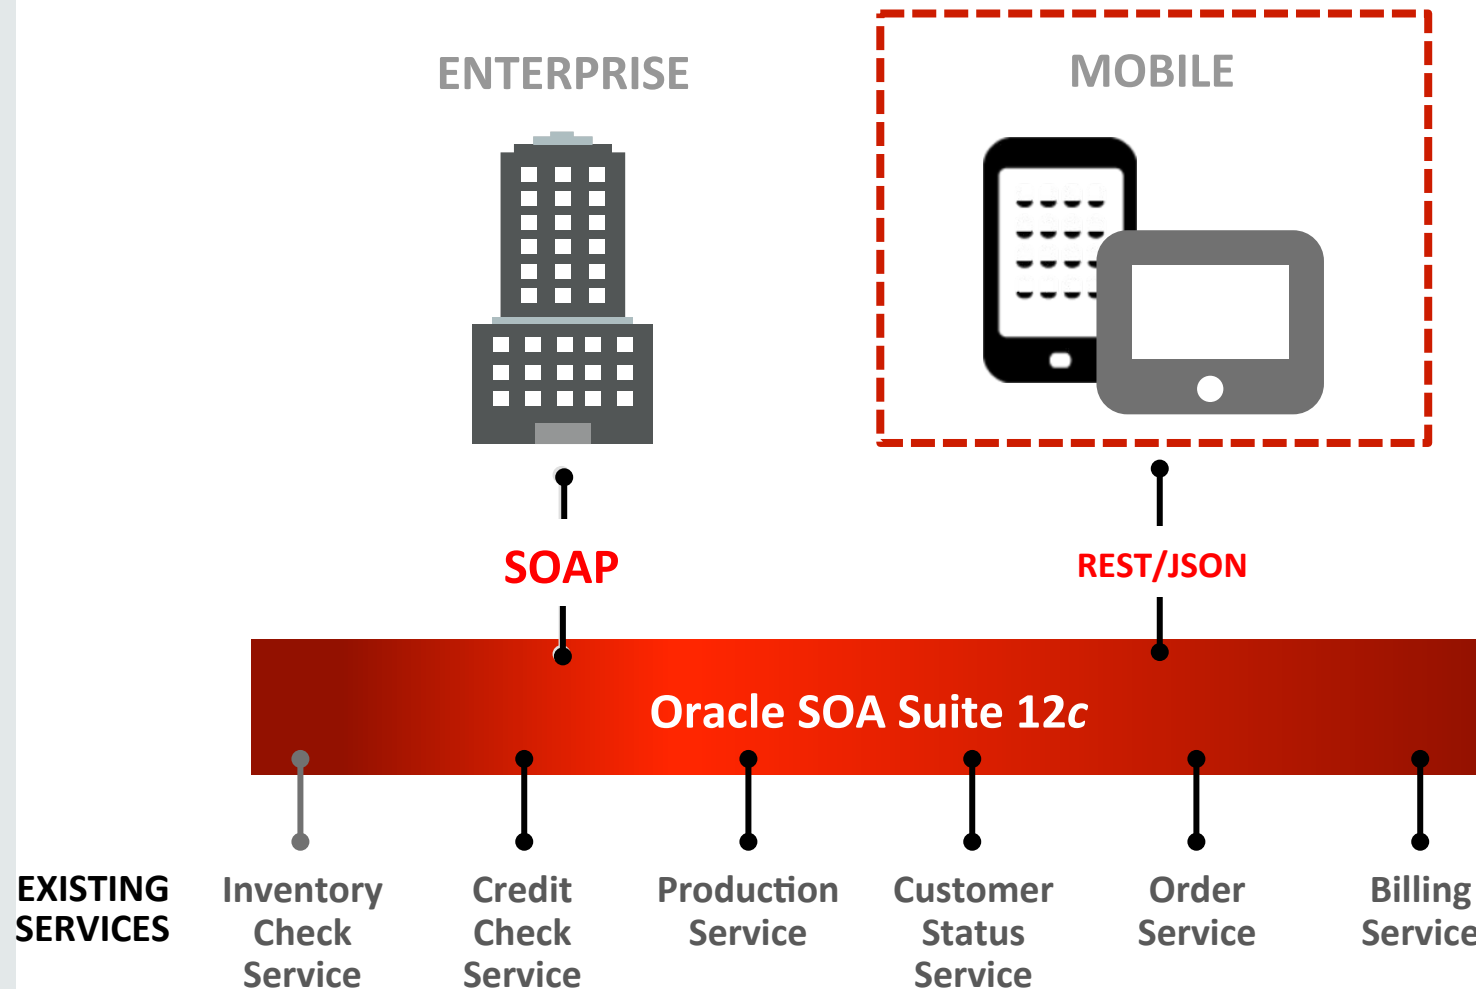 ENTERPRISE
MOBILE
SOAP
REST/JSON
Oracle SOA Suite 12c
EXISTING
SERVICES
Inventory
Check
Service
Credit
Check
Service
Production
Service
Customer
Status
Service
Order
Service
Billing
Service